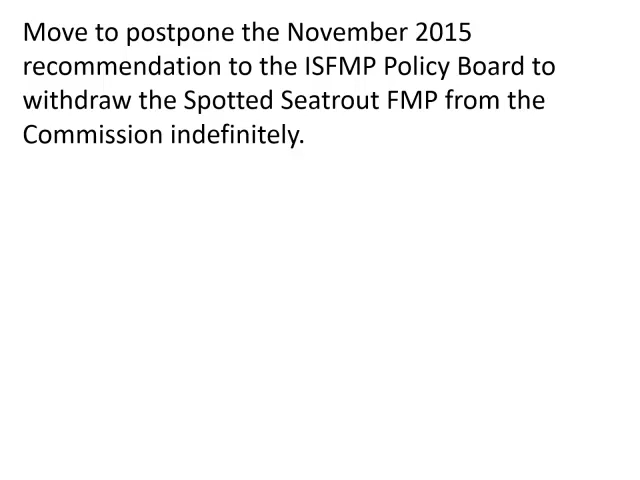 Move to postpone the November 2015
recommendation to the ISFMP Policy Board to
withdraw the Spotted Seatrout FMP from the
Commission indefinitely.